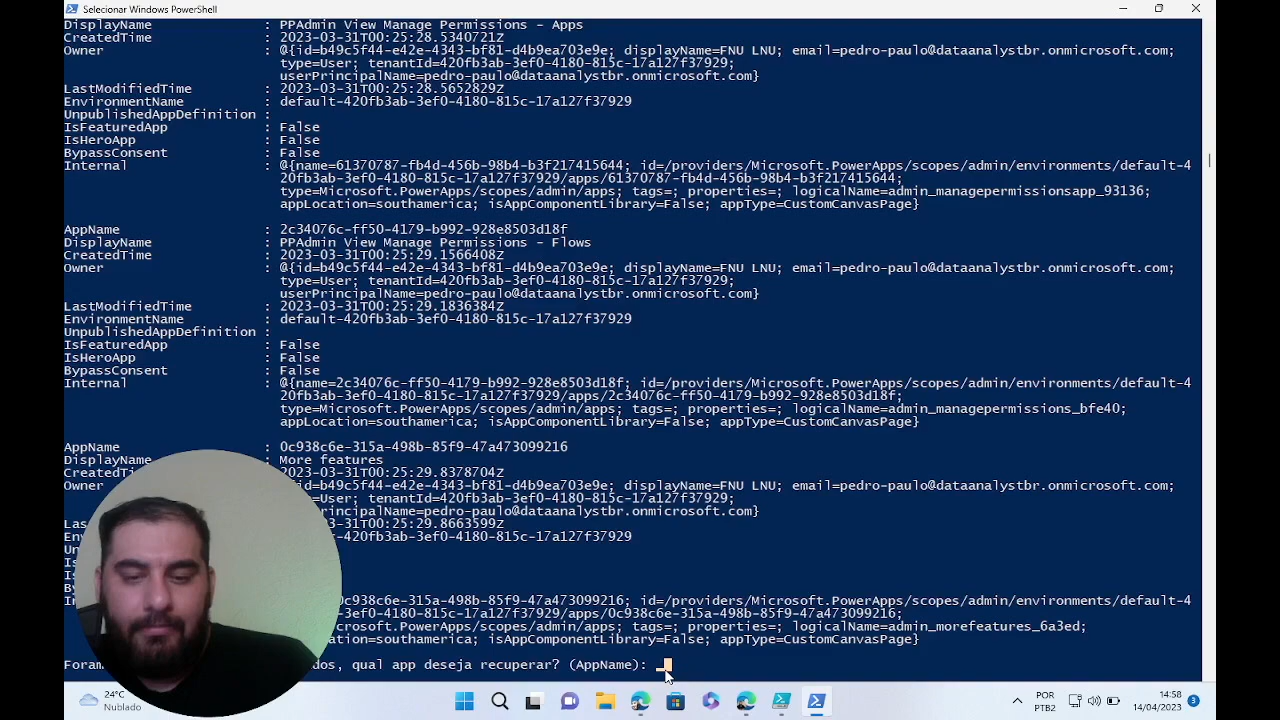 Selecionar Windows PowerShell
DisplayName : PPAdmin View Manage Permissions - Apps
CreatedTime : 2023-03-31T00:25:28.5340721Z
Owner : @{id=b49c5f44-e42e-4343-bf81-d4b9ea703e9e; displayName=FNU LNU; email=pedro-paulo@dataanalystbr.onmicrosoft.com;
type=User; tenantId=420fb3ab-3ef0-4180-815c-17a127f37929;
userPrincipalName=pedro-paulo@dataanalystbr.onmicrosoft.com}
LastModifiedTime : 2023-03-31T00:25:28.5652829Z
EnvironmentName : default-420fb3ab-3ef0-4180-815c-17a127f37929
UnpublishedAppDefinition :
IsFeaturedApp : False
IsHeroApp : False
BypassConsent : False
Internal : @{name=61370787-fb4d-456b-98b4-b3f217415644; id=/providers/Microsoft.PowerApps/scopes/admin/environments/default-4
20fb3ab-3ef0-4180-815c-17a127f37929/apps/61370787-fb4d-456b-98b4-b3f217415644;
type=Microsoft.PowerApps/scopes/admin/apps; tags=; properties=; logicalName=admin_managepermissionsapp_93136;
appLocation=southamerica; isAppComponentLibrary=False; appType=CustomCanvasPage}
AppName : 2c34076c-ff50-4179-b992-928e8503d18f
DisplayName : PPAdmin View Manage Permissions - Flows
CreatedTime : 2023-03-31T00:25:29.1566408Z
Owner : @{id=b49c5f44-e42e-4343-bf81-d4b9ea703e9e; displayName=FNU LNU; email=pedro-paulo@dataanalystbr.onmicrosoft.com;
type=User; tenantId=420fb3ab-3ef0-4180-815c-17a127f37929;
userPrincipalName=pedro-paulo@dataanalystbr.onmicrosoft.com}
LastModifiedTime : 2023-03-31T00:25:29.1836384Z
EnvironmentName : default-420fb3ab-3ef0-4180-815c-17a127f37929
UnpublishedAppDefinition :
IsFeaturedApp : False
IsHeroApp : False
BypassConsent : False
Internal : @{name=2c34076c-ff50-4179-b992-928e8503d18f; id=/providers/Microsoft.PowerApps/scopes/admin/environments/default-4
20fb3ab-3ef0-4180-815c-17a127f37929/apps/2c34076c-ff50-4179-b992-928e8503d18f;
type=Microsoft.PowerApps/scopes/admin/apps; tags=; properties=; logicalName=admin_managepermissions_bfe40;
appLocation=southamerica; isAppComponentLibrary=False; appType=CustomCanvasPage}
AppName : 0c938c6e-315a-498b-85f9-47a473099216
DisplayName : More features
CreatedTi 2023-03-31T00:25:29.8378704Z
Owner @{id=b49c5f44-e42e-4343-bf81-d4b9ea703e9e; displayName=FNU LNU; email=pedro-paulo@dataanalystbr.onmicrosoft.com;
type=User; tenantId=420fb3ab-3ef0-4180-815c-17a127f37929;
rPrincipalName=pedro-paulo@dataanalystbr.onmicrosoft.com}
Las 3-03-31T00:25:29.8663599Z
Env t-420fb3ab-3ef0-4180-815c-17a127f37929
Un
Is
Is
By
In 0c938c6e-315a-498b-85f9-47a473099216; id=/providers/Microsoft.PowerApps/scopes/admin/environments/default-4
b-3ef0-4180-815c-17a127f37929/apps/0c938c6e-315a-498b-85f9-47a473099216;
rosoft.PowerApps/scopes/admin/apps; tags=; properties=; logicalName=admin_morefeatures_6a3ed;
ation=southamerica; isAppComponentLibrary=False; appType=CustomCanvasPage}
Foram dos, qual app deseja recuperar? (AppName): _
24°C
Nublado
POR
PTB2
14:58
14/04/2023
3